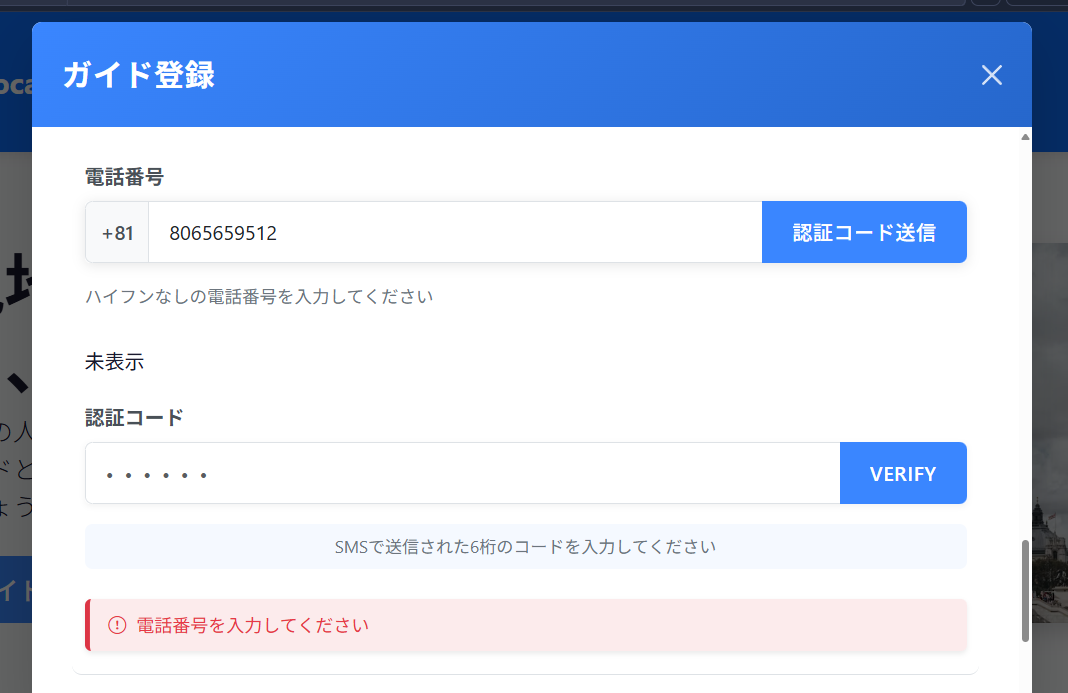 ガイド登録
電話番号
+81
8065659512
認証コード送信
ハイフンなしの電話番号を入力してください
未表示
認証コード
••••••
VERIFY
SMSで送信された6桁のコードを入力してください
電話番号を入力してください